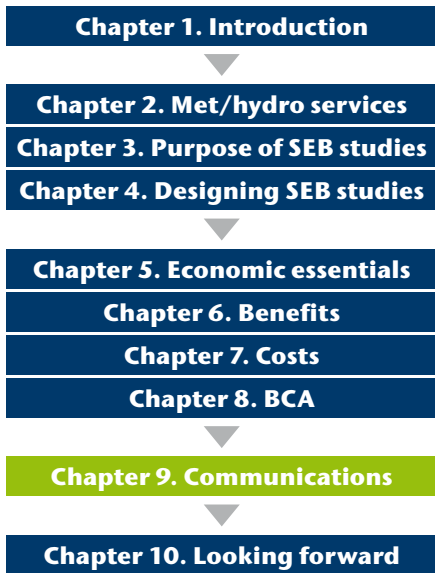 Chapter 1. Introduction
Chapter 2. Met/hydro services
Chapter 3. Purpose of SEB studies
Chapter 4. Designing SEB studies
Chapter 5. Economic essentials
Chapter 6. Benefits
Chapter 7. Costs
Chapter 8. BCA
Chapter 9. Communications
Chapter 10. Looking forward